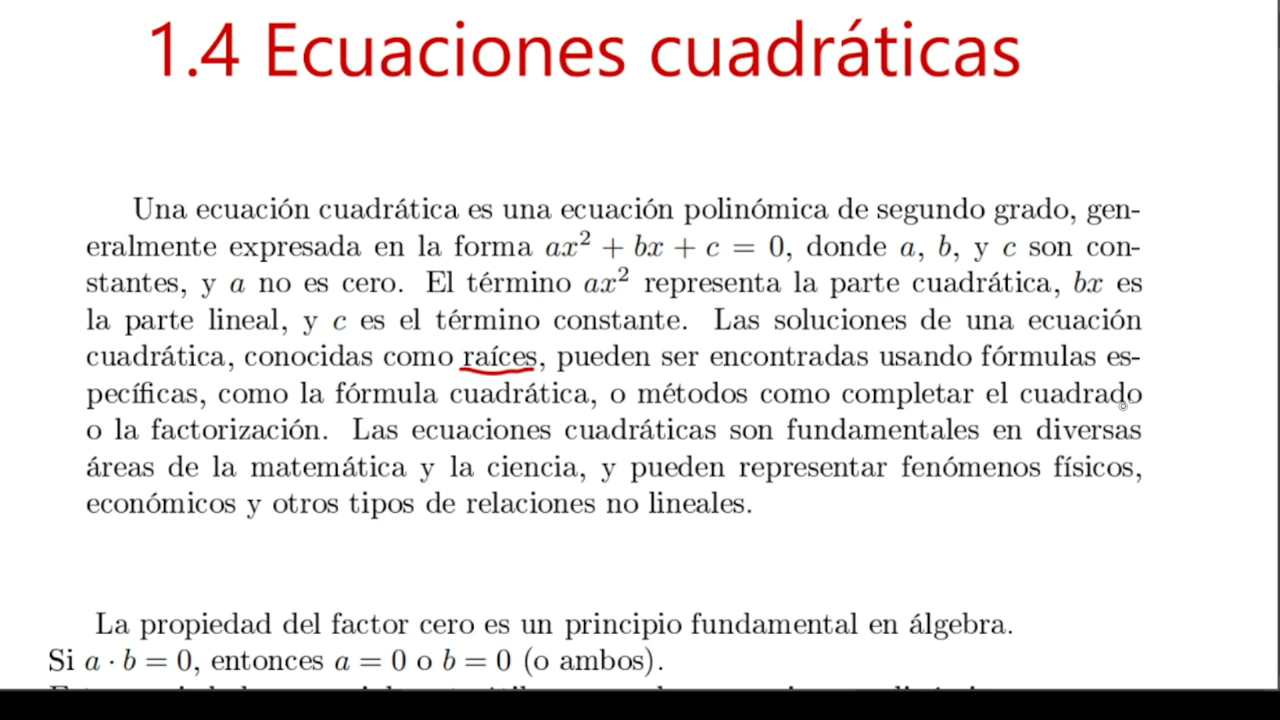 1.4 Ecuaciones cuadráticas
Una ecuación cuadrática es una ecuación polinómica de segundo grado, gen-
eralmente expresada en la forma ax² + bx + c = 0, donde a, b, y c son con-
stantes, y a no es cero. El término ax² representa la parte cuadrática, bx es
la parte lineal, y c es el término constante. Las soluciones de una ecuación
cuadrática, conocidas como raíces, pueden ser encontradas usando fórmulas es-
pecíficas, como la fórmula cuadrática, o métodos como completar el cuadrado
o la factorización. Las ecuaciones cuadráticas son fundamentales en diversas
áreas de la matemática y la ciencia, y pueden representar fenómenos físicos,
económicos y otros tipos de relaciones no lineales.
La propiedad del factor cero es un principio fundamental en álgebra.
Si a · b = 0, entonces a = 0 o b = 0 (o ambos).